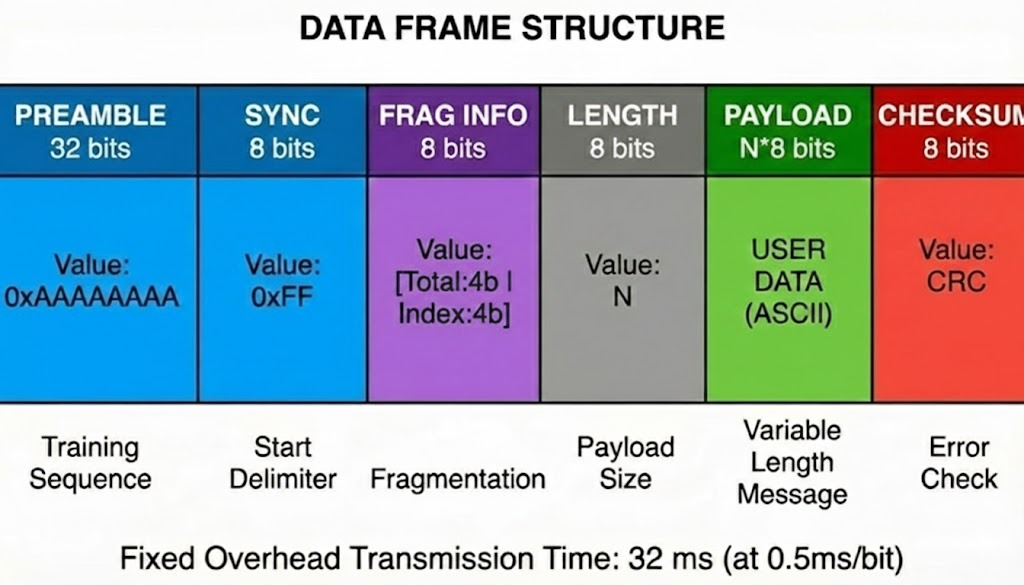 DATA FRAME STRUCTURE
PREAMBLE
32 bits
SYNC
8 bits
FRAG INFO
8 bits
LENGTH
8 bits
PAYLOAD
N*8 bits
CHECKSUM
8 bits
Value:
0xAAAAAAAA
Value:
0xFF
Value:
[Total:4b |
Index:4b]
Value:
N
USER
DATA
(ASCII)
Value:
CRC
Training
Sequence
Start
Delimiter
Fragmentation
Payload
Size
Variable
Length
Message
Error
Check
Fixed Overhead Transmission Time: 32 ms (at 0.5ms/bit)